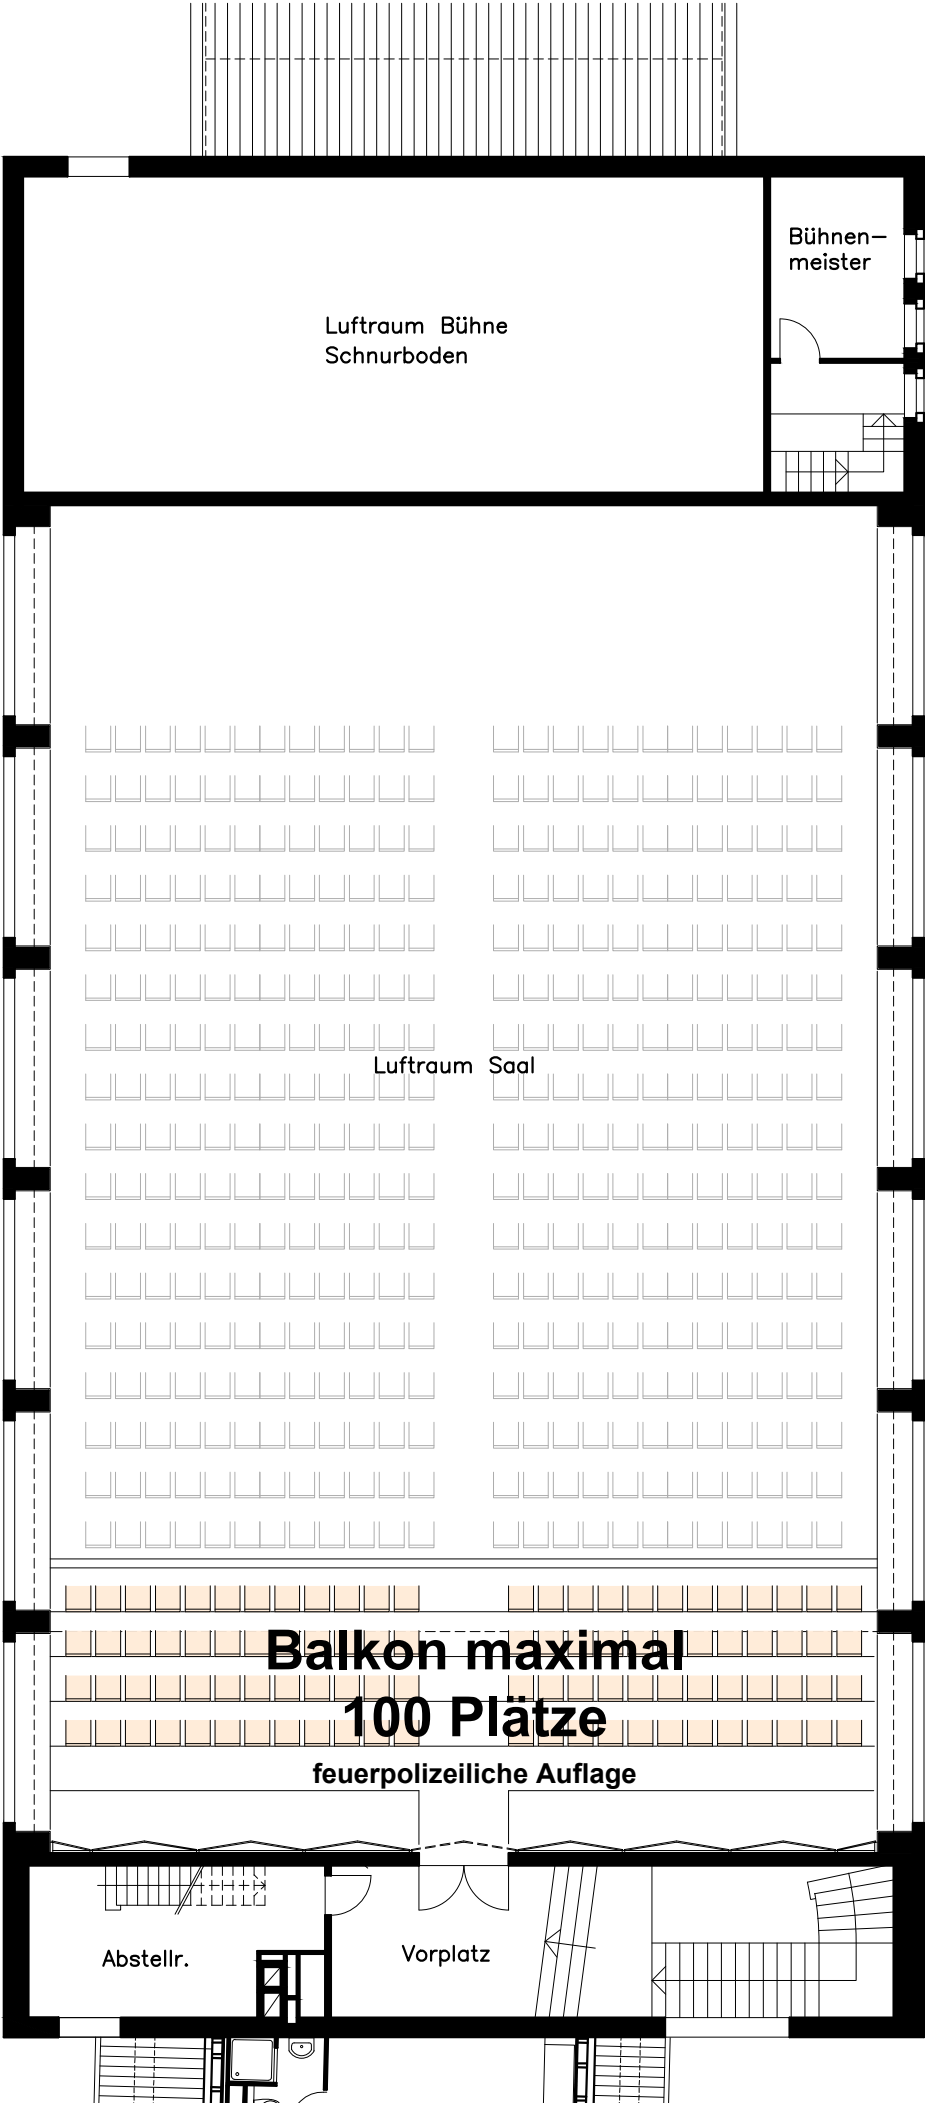 Bühnen-
meister
Luftraum Bühne
Schnurboden
Luftraum Saal
Balkon maximal
100 Plätze
feuerpolizeiliche Auflage
Abstellr.
Vorplatz